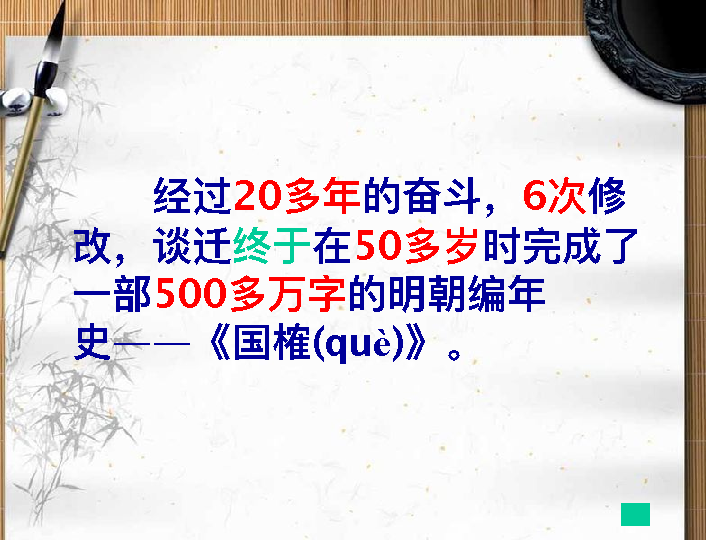 经过20多年的奋斗，6次修
改，谈迁终于在50多岁时完成了
一部500多万字的明朝编年
史——《国榷(què)》。